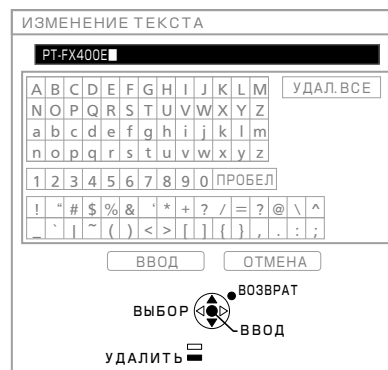 ИЗМЕНЕНИЕ ТЕКСТА
PT-FX400E
A B C D E F G H I J K L M УДАЛ.ВСЕ
N O P Q R S T U V W X Y Z
a b c d e f g h i j k l m
n o p q r s t u v w x y z
1 2 3 4 5 6 7 8 9 0 ПРОБЕЛ
! “ # $ % & ‘ * + ? / = ? @ \ ^
_ ` | ~ ( ) < > [ ] { } , . : ;
ВВОД ОТМЕНА
ВОЗВРАТ
ВЫБОР
ВВОД
УДАЛИТЬ